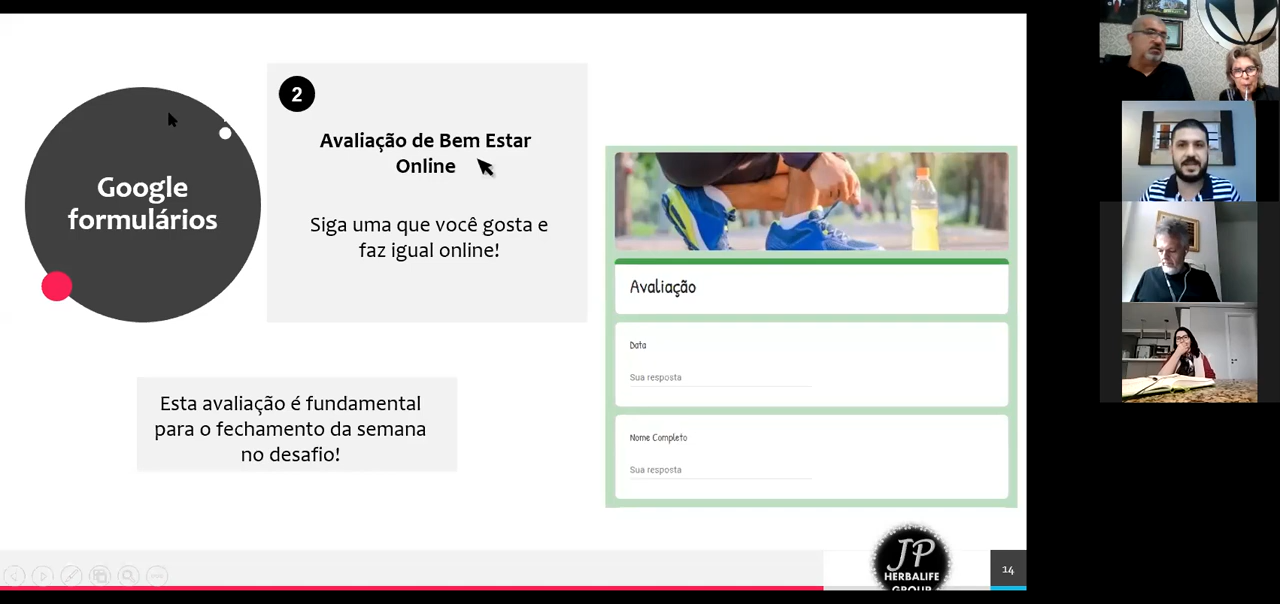 Google
formulários
2
Avaliação de Bem Estar
Online
Siga uma que você gosta e
faz igual online!
Esta avaliação é fundamental
para o fechamento da semana
no desafio!
Avaliação
Data
Sua resposta
Nome Completo
Sua resposta
JP
HERBALIFE
GROUP
14